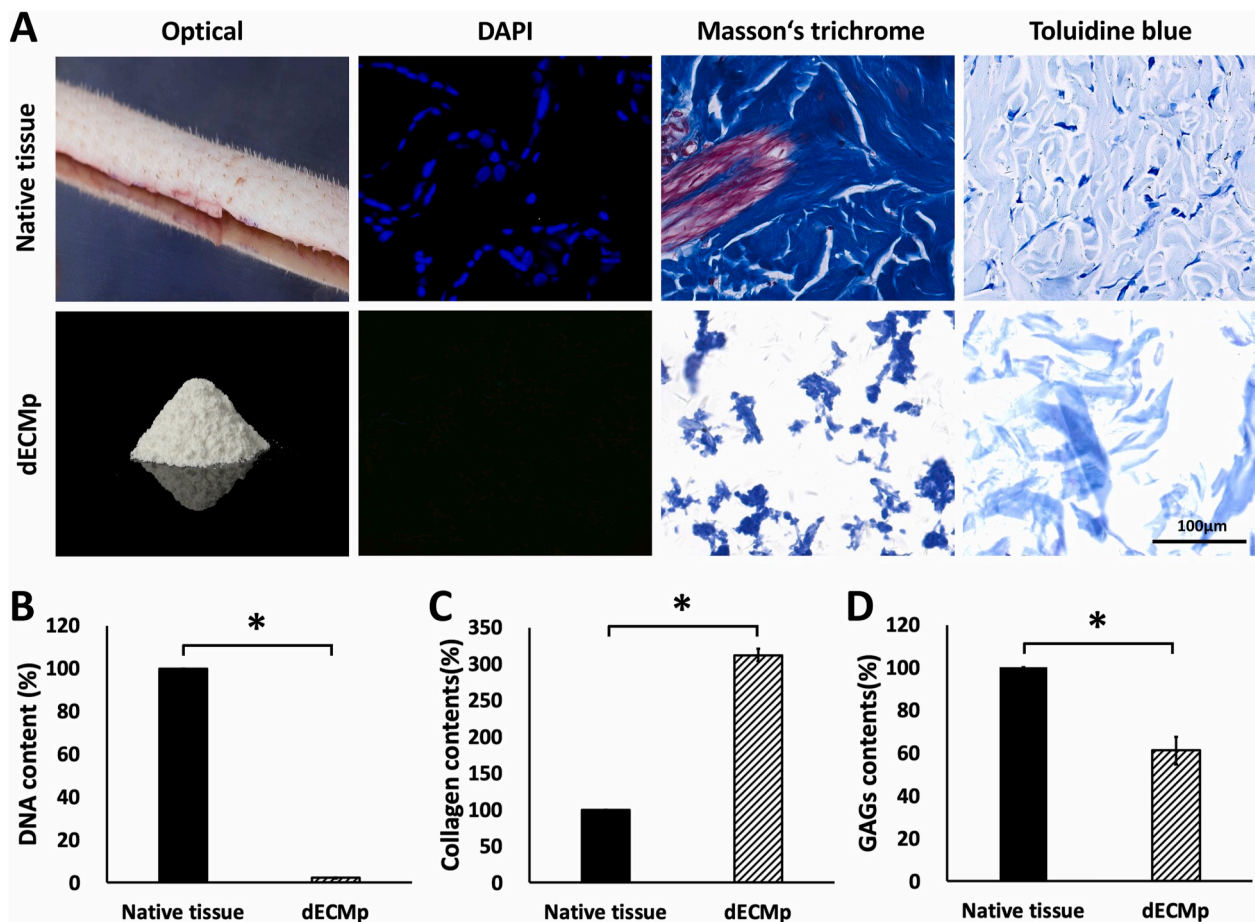 A
Optical
DAPI
Masson‘s trichrome
Toluidine blue
Native tissue
dECMp
100μm
B
DNA content (%)
120
100
80
60
40
20
0
*
Native tissue
dECMp
C
Collagen contents(%)
350
300
250
200
150
100
50
0
*
Native tissue
dECMp
D
GAGs contents(%)
120
100
80
60
40
20
0
*
Native tissue
dECMp